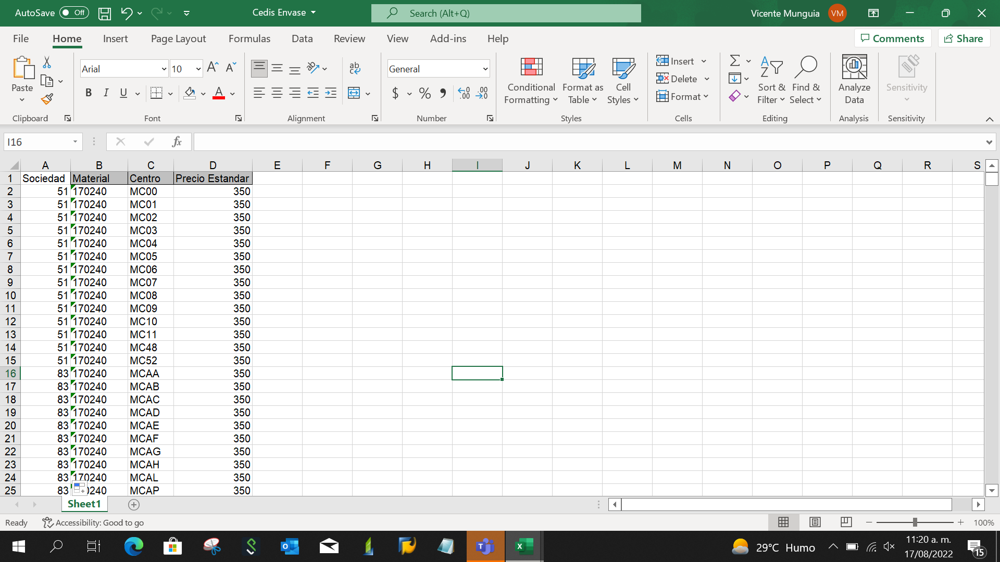 AutoSave Off Cedis Envase Search (Alt+Q) Vicente Munguia VM
File Home Insert Page Layout Formulas Data Review View Add-ins Help Comments Share
Paste Arial 10 General Conditional Formatting Format as Table Cell Styles Insert Delete Format Sort & Filter Find & Select Analyze Data Sensitivity
B I U A ab $ % .00
Clipboard Font Alignment Number Styles Cells Editing Analysis Sensitivity
I16 fx
A B C D E F G H I J K L M N O P Q R S
1 Sociedad Material Centro Precio Estandar
2 51 170240 MC00 350
3 51 170240 MC01 350
4 51 170240 MC02 350
5 51 170240 MC03 350
6 51 170240 MC04 350
7 51 170240 MC05 350
8 51 170240 MC06 350
9 51 170240 MC07 350
10 51 170240 MC08 350
11 51 170240 MC09 350
12 51 170240 MC10 350
13 51 170240 MC11 350
14 51 170240 MC48 350
15 51 170240 MC52 350
16 83 170240 MCAA 350
17 83 170240 MCAB 350
18 83 170240 MCAC 350
19 83 170240 MCAD 350
20 83 170240 MCAE 350
21 83 170240 MCAF 350
22 83 170240 MCAG 350
23 83 170240 MCAH 350
24 83 170240 MCAL 350
25 83 0240 MCAP 350
Sheet1
Ready Accessibility: Good to go 100%
29°C Humo 11:20 a. m.
17/08/2022 15